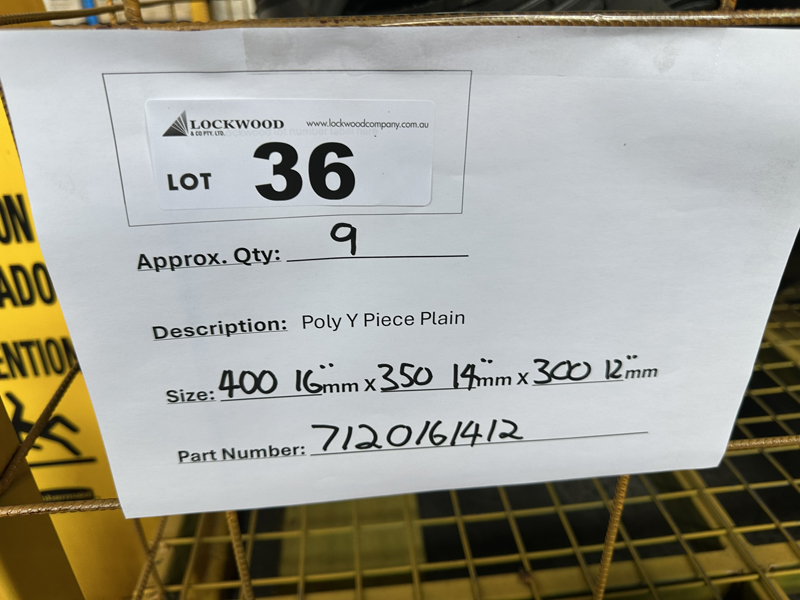 LOCKWOOD
& CO PTY. LTD.
www.lockwoodcompany.com.au
LOT 36
Approx. Qty: 9
Description: Poly Y Piece Plain
Size: 400 16"mm x 350 14"mm x 300 12"mm
Part Number: 7120161412
ON
ADO
ENTION